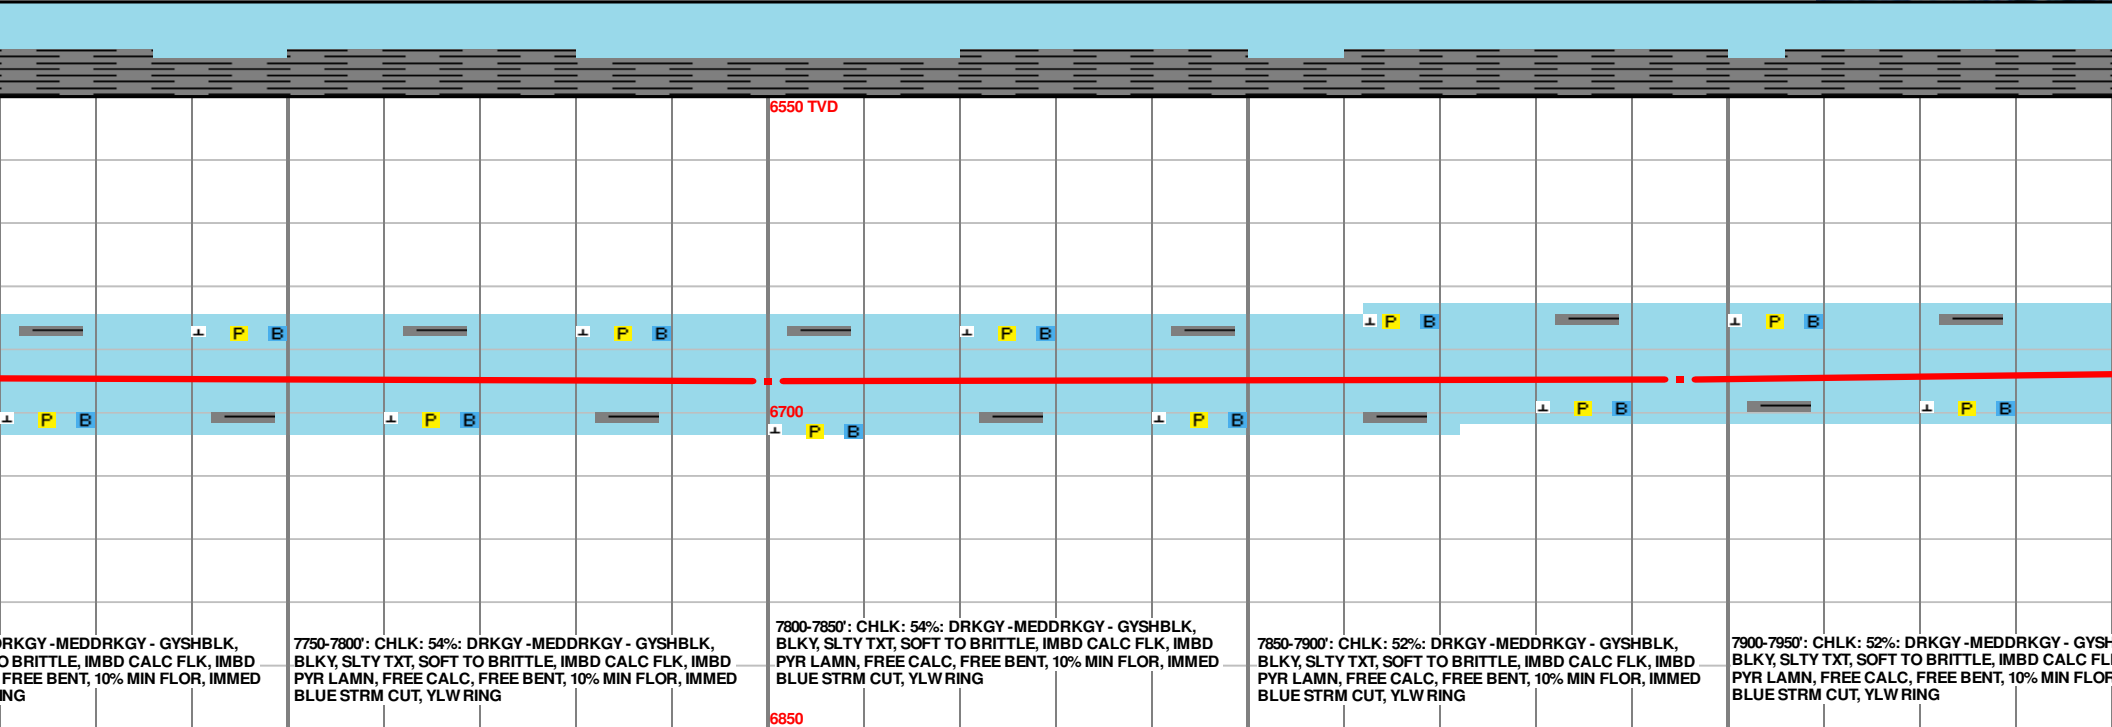 6550 TVD
P B
P B
P B
P B
P B
P B
6700
P B
P B
P B
P B
P B
P B
DRKGY -MEDDRKGY - GYSHBLK,
O BRITTLE, IMBD CALC FLK, IMBD
FREE BENT, 10% MIN FLOR, IMMED
NG
7750-7800': CHLK: 54%: DRKGY -MEDDRKGY - GYSHBLK,
BLKY, SLTY TXT, SOFT TO BRITTLE, IMBD CALC FLK, IMBD
PYR LAMN, FREE CALC, FREE BENT, 10% MIN FLOR, IMMED
BLUE STRM CUT, YLW RING
7800-7850': CHLK: 54%: DRKGY -MEDDRKGY - GYSHBLK,
BLKY, SLTY TXT, SOFT TO BRITTLE, IMBD CALC FLK, IMBD
PYR LAMN, FREE CALC, FREE BENT, 10% MIN FLOR, IMMED
BLUE STRM CUT, YLW RING
7850-7900': CHLK: 52%: DRKGY -MEDDRKGY - GYSHBLK,
BLKY, SLTY TXT, SOFT TO BRITTLE, IMBD CALC FLK, IMBD
PYR LAMN, FREE CALC, FREE BENT, 10% MIN FLOR, IMMED
BLUE STRM CUT, YLW RING
7900-7950': CHLK: 52%: DRKGY -MEDDRKGY - GYSH
BLKY, SLTY TXT, SOFT TO BRITTLE, IMBD CALC FL
PYR LAMN, FREE CALC, FREE BENT, 10% MIN FLOR
BLUE STRM CUT, YLW RING
6850